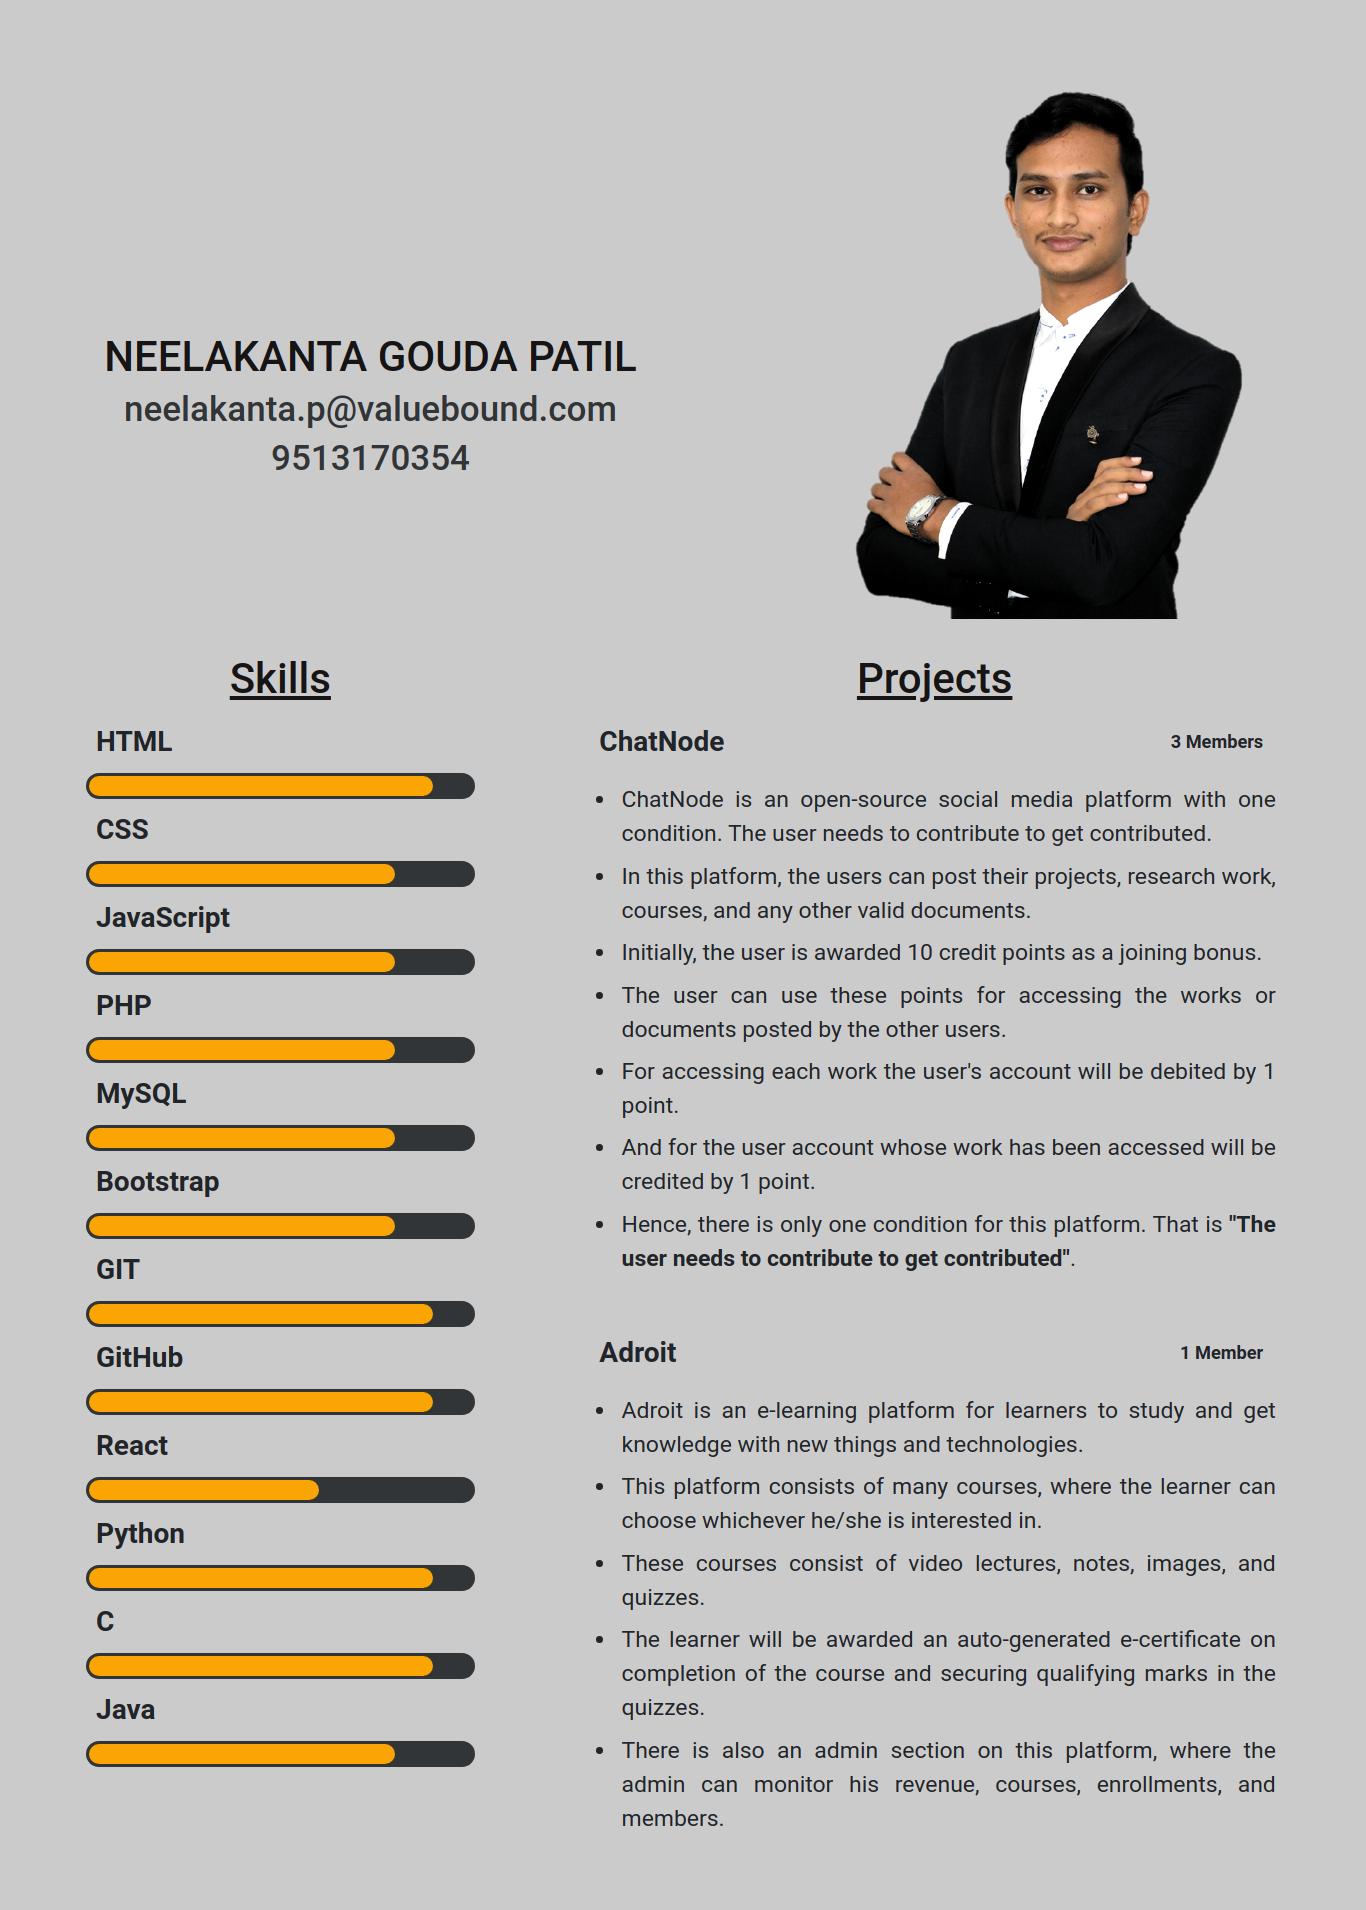 NEELAKANTA GOUDA PATIL
neelakanta.p@valuebound.com
9513170354
Skills
HTML
CSS
JavaScript
PHP
MySQL
Bootstrap
GIT
GitHub
React
Python
C
Java
Projects
ChatNode 3 Members
• ChatNode is an open-source social media platform with one
condition. The user needs to contribute to get contributed.
• In this platform, the users can post their projects, research work,
courses, and any other valid documents.
• Initially, the user is awarded 10 credit points as a joining bonus.
• The user can use these points for accessing the works or
documents posted by the other users.
• For accessing each work the user's account will be debited by 1
point.
• And for the user account whose work has been accessed will be
credited by 1 point.
• Hence, there is only one condition for this platform. That is "The
user needs to contribute to get contributed".
Adroit 1 Member
• Adroit is an e-learning platform for learners to study and get
knowledge with new things and technologies.
• This platform consists of many courses, where the learner can
choose whichever he/she is interested in.
• These courses consist of video lectures, notes, images, and
quizzes.
• The learner will be awarded an auto-generated e-certificate on
completion of the course and securing qualifying marks in the
quizzes.
• There is also an admin section on this platform, where the
admin can monitor his revenue, courses, enrollments, and
members.